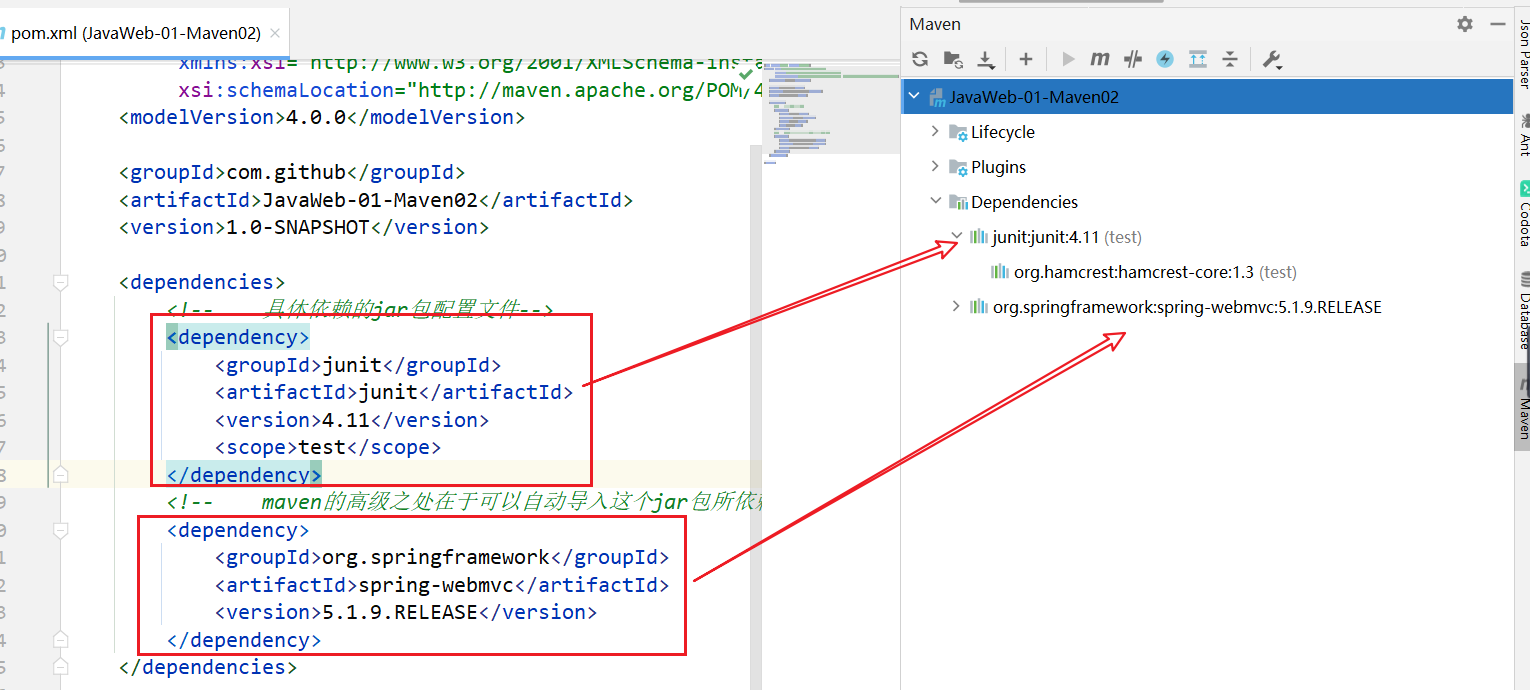 pom.xml (JavaWeb-01-Maven02)
xmlns:xsi="http://www.w3.org/2001/XMLSchema-insta
xsi:schemaLocation="http://maven.apache.org/POM/4
<modelVersion>4.0.0</modelVersion>
<groupId>com.github</groupId>
<artifactId>JavaWeb-01-Maven02</artifactId>
<version>1.0-SNAPSHOT</version>
<dependencies>
<!-- 具体依赖的jar包配置文件-->
<dependency>
<groupId>junit</groupId>
<artifactId>junit</artifactId>
<version>4.11</version>
<scope>test</scope>
</dependency>
<!-- maven的高级之处在于可以自动导入这个jar包所依赖
<dependency>
<groupId>org.springframework</groupId>
<artifactId>spring-webmvc</artifactId>
<version>5.1.9.RELEASE</version>
</dependency>
</dependencies>
Maven
JavaWeb-01-Maven02
Lifecycle
Plugins
Dependencies
junit:junit:4.11 (test)
org.hamcrest:hamcrest-core:1.3 (test)
org.springframework:spring-webmvc:5.1.9.RELEASE
Json Parser
Ant
Codota
Database
Maven